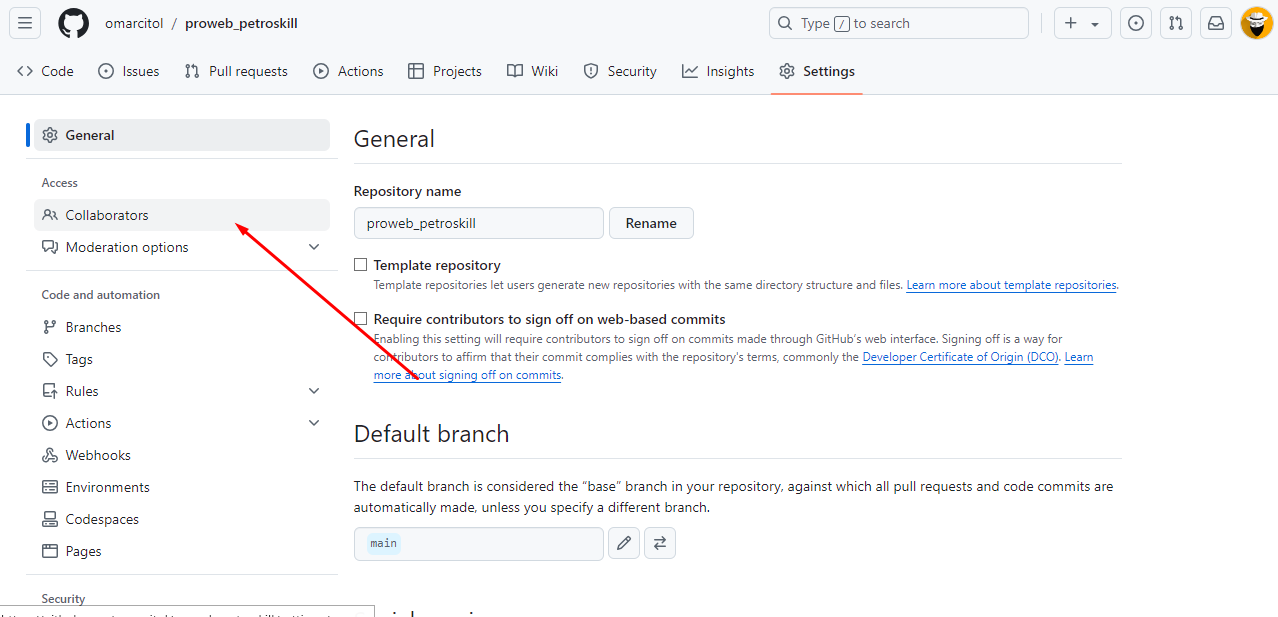 omarcitol / proweb_petroskill
Type / to search
Code Issues Pull requests Actions Projects Wiki Security Insights Settings
General
Access
Collaborators
Moderation options
Code and automation
Branches
Tags
Rules
Actions
Webhooks
Environments
Codespaces
Pages
Security
General
Repository name
proweb_petroskill Rename
Template repository
Template repositories let users generate new repositories with the same directory structure and files. Learn more about template repositories.
Require contributors to sign off on web-based commits
Enabling this setting will require contributors to sign off on commits made through GitHub's web interface. Signing off is a way for
contributors to affirm that their commit complies with the repository's terms, commonly the Developer Certificate of Origin (DCO). Learn
more about signing off on commits.
Default branch
The default branch is considered the “base” branch in your repository, against which all pull requests and code commits are
automatically made, unless you specify a different branch.
main